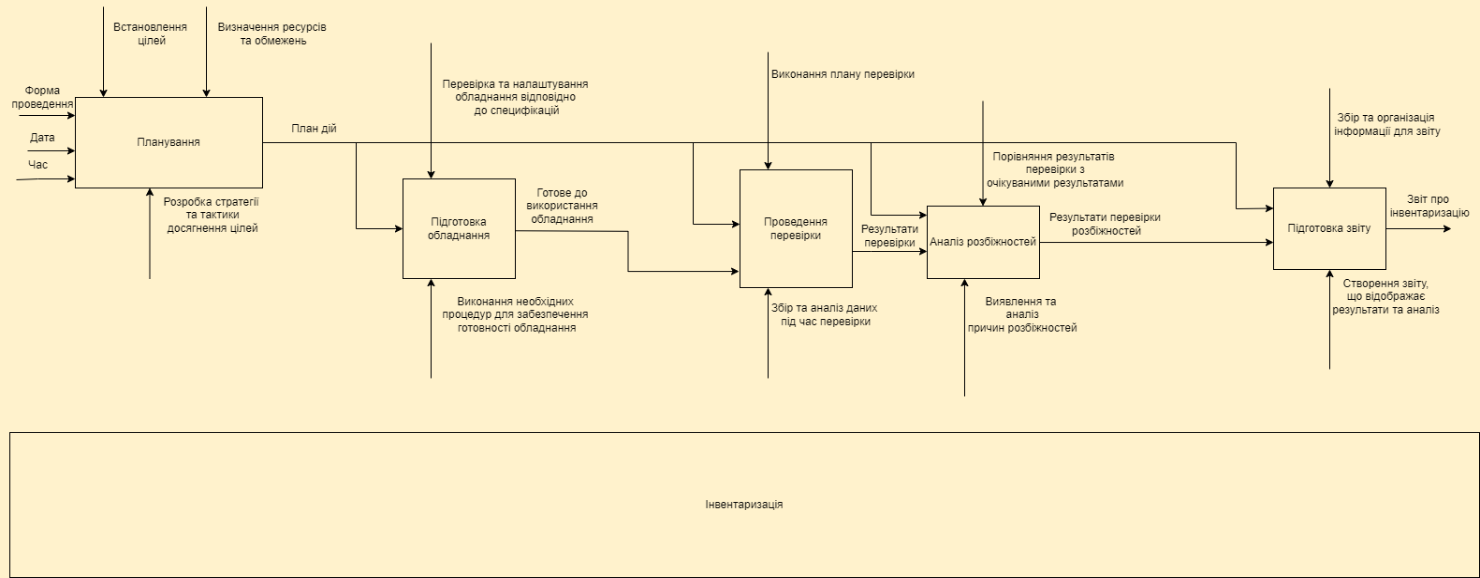 Встановлення
цілей
Визначення ресурсів
та обмежень
Форма
проведення
Дата
Час
Планування
Розробка стратегії
та тактики
досягнення цілей
План дій
Перевірка та налаштування
обладнання відповідно
до специфікацій
Підготовка
обладнання
Виконання необхідних
процедур для забезпечення
готовності обладнання
Готове до
використання
обладнання
Виконання плану перевірки
Проведення
перевірки
Збір та аналіз даних
під час перевірки
Результати
перевірки
Порівняння результатів
перевірки з
очікуваними результатами
Аналіз розбіжностей
Виявлення та
аналіз
причин розбіжностей
Результати перевірки
розбіжностей
Збір та організація
інформації для звіту
Підготовка звіту
Створення звіту,
що відображає
результати та аналіз
Звіт про
інвентаризацію
Інвентаризація